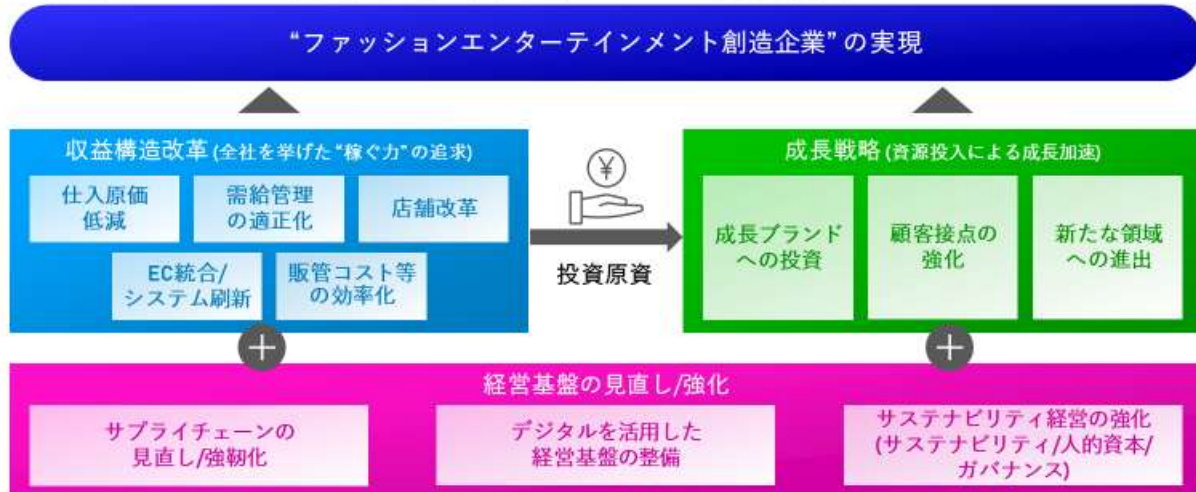 “ファッションエンターテインメント創造企業” の実現
収益構造改革 (全社を挙げた“稼ぐ力”の追求)
仕入原価
低減
需給管理
の適正化
店舗改革
EC統合/
システム刷新
販管コスト等
の効率化
¥
投資原資
成長戦略 (資源投入による成長加速)
成長ブランド
への投資
顧客接点の
強化
新たな領域
への進出
経営基盤の見直し/強化
サプライチェーンの
見直し/強靭化
デジタルを活用した
経営基盤の整備
サステナビリティ経営の強化
(サステナビリティ/人的資本/
ガバナンス)